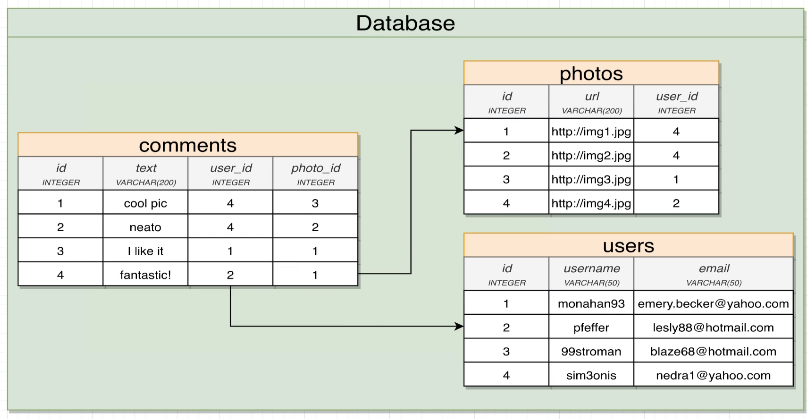 Database
comments
id text user_id photo_id
INTEGER VARCHAR(200) INTEGER INTEGER
1 cool pic 4 3
2 neato 4 2
3 I like it 1 1
4 fantastic! 2 1
photos
id url user_id
INTEGER VARCHAR(200) INTEGER
1 http://img1.jpg 4
2 http://img2.jpg 4
3 http://img3.jpg 1
4 http://img4.jpg 2
users
id username email
INTEGER VARCHAR(50) VARCHAR(50)
1 monahan93 emery.becker@yahoo.com
2 pfeffer lesly88@hotmail.com
3 99stroman blaze68@hotmail.com
4 sim3onis nedra1@yahoo.com